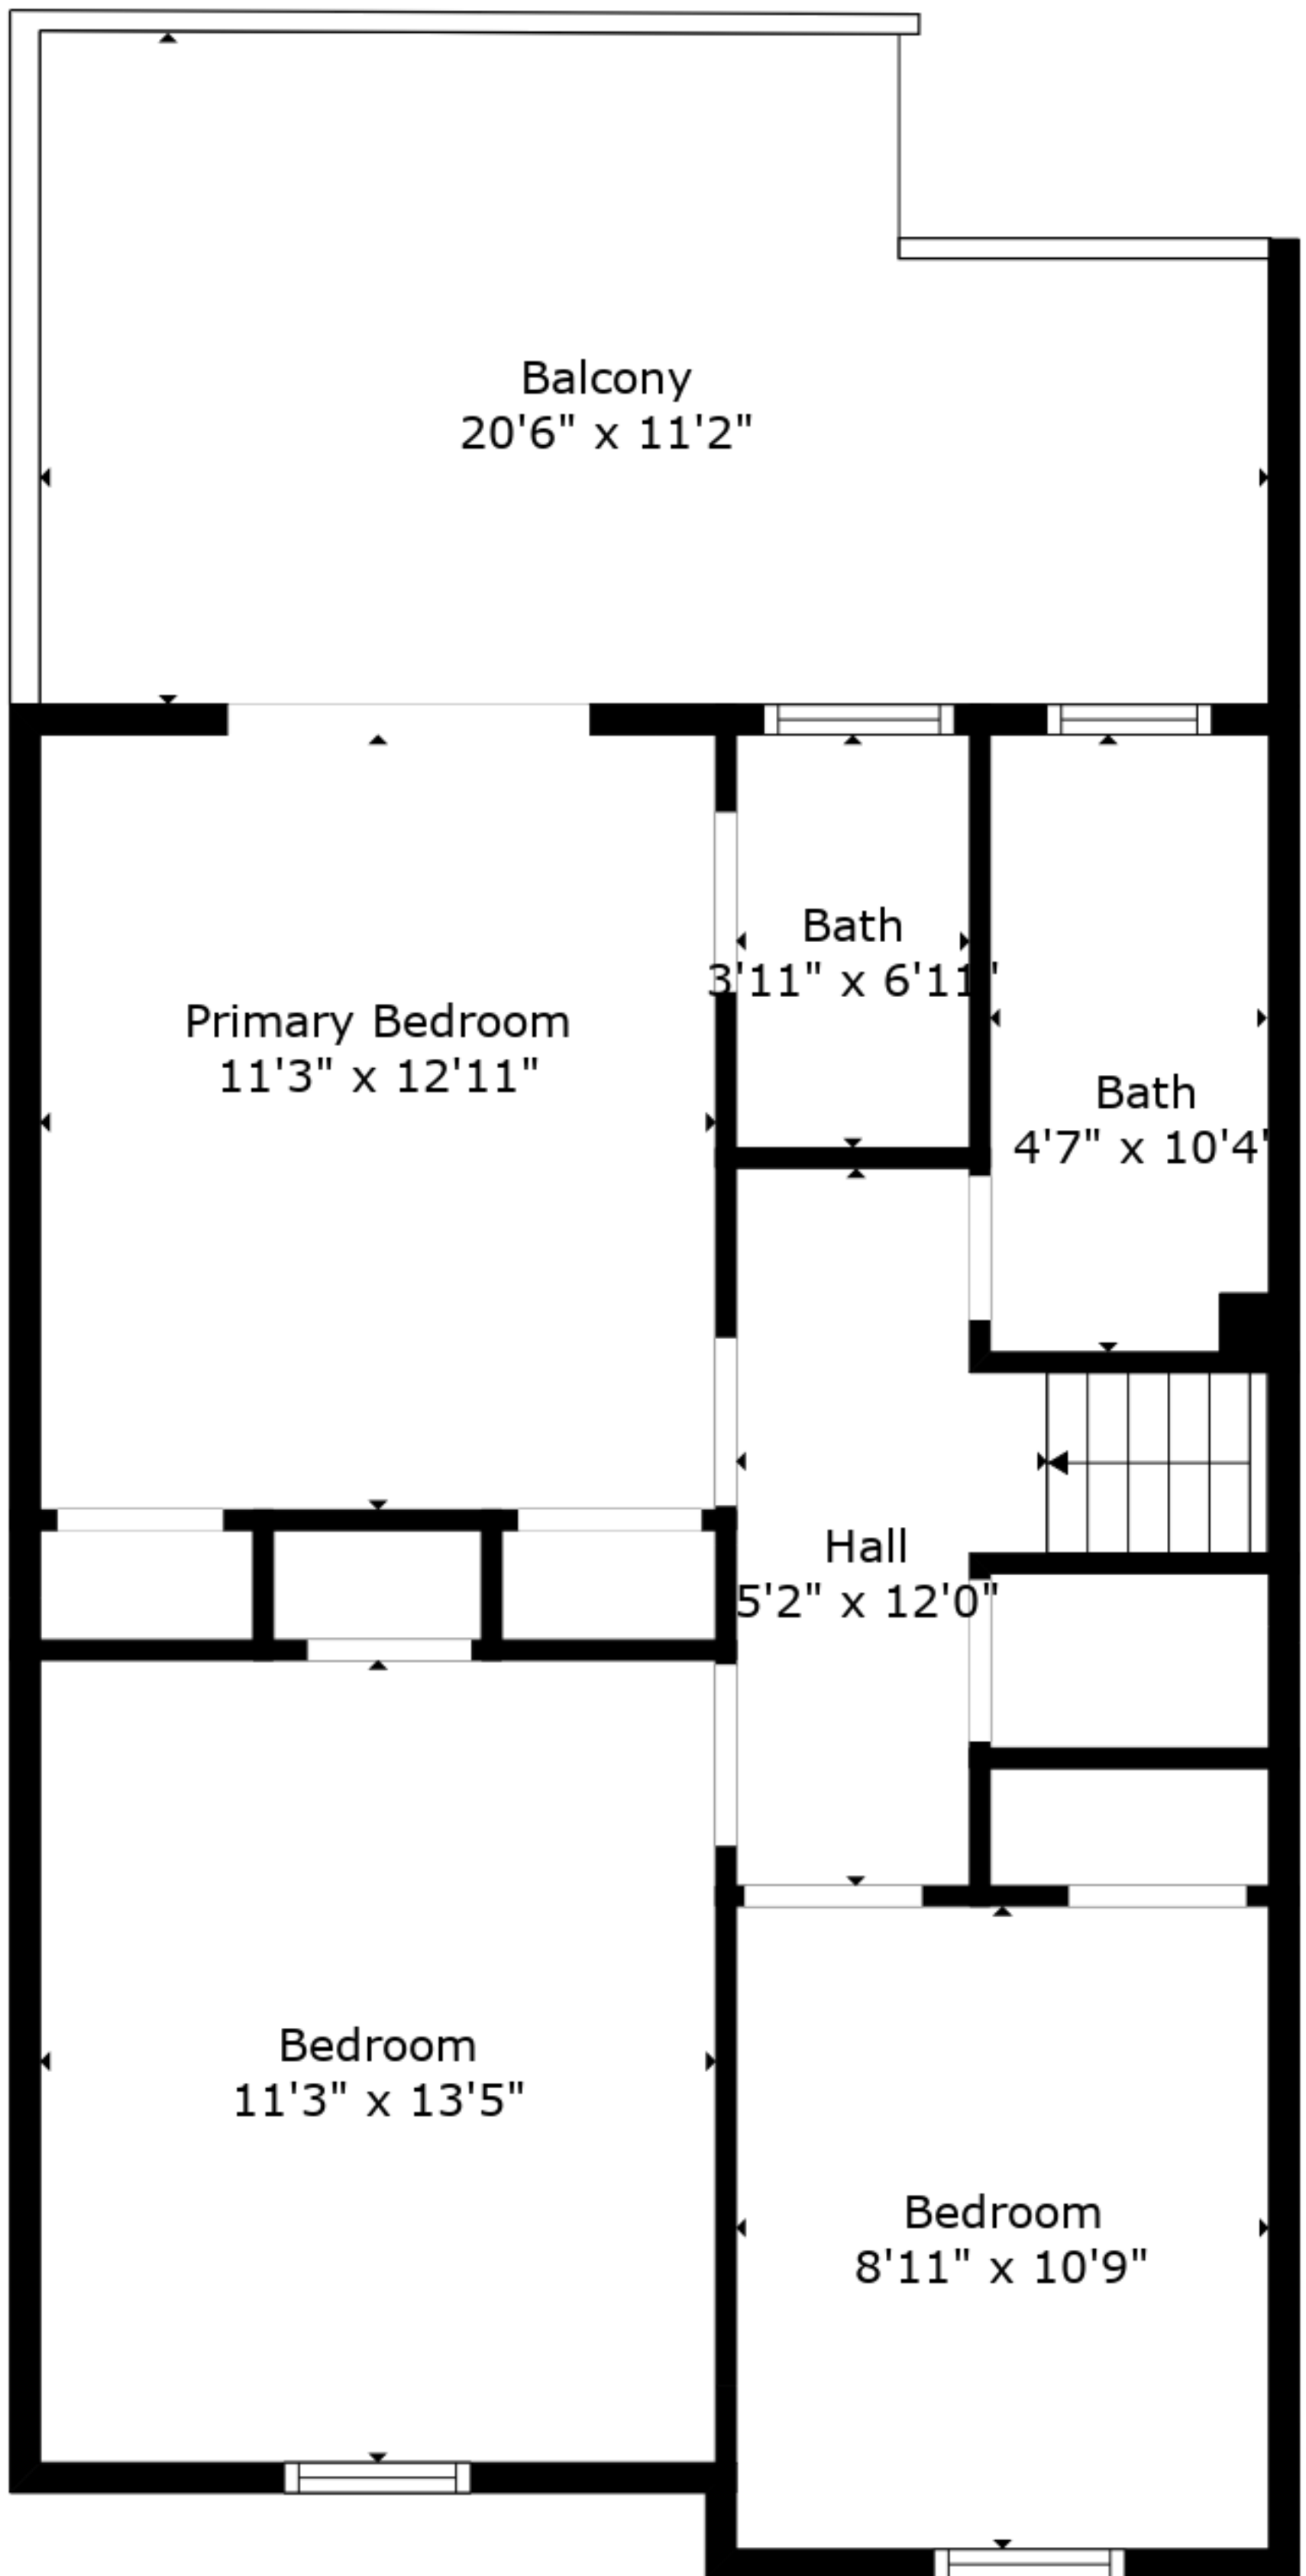 Balcony
20'6" x 11'2"
Bath
3'11" x 6'11"
Primary Bedroom
11'3" x 12'11"
Bath
4'7" x 10'4"
Hall
5'2" x 12'0"
Bedroom
11'3" x 13'5"
Bedroom
8'11" x 10'9"